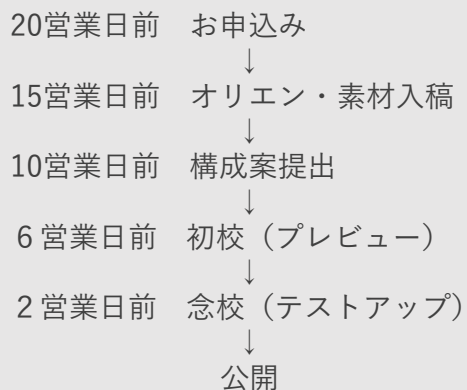 20営業日前　お申込み
↓
15営業日前　オリエン・素材入稿
↓
10営業日前　構成案提出
↓
６営業日前　初校（プレビュー）
↓
２営業日前　念校（テストアップ）
↓
公開